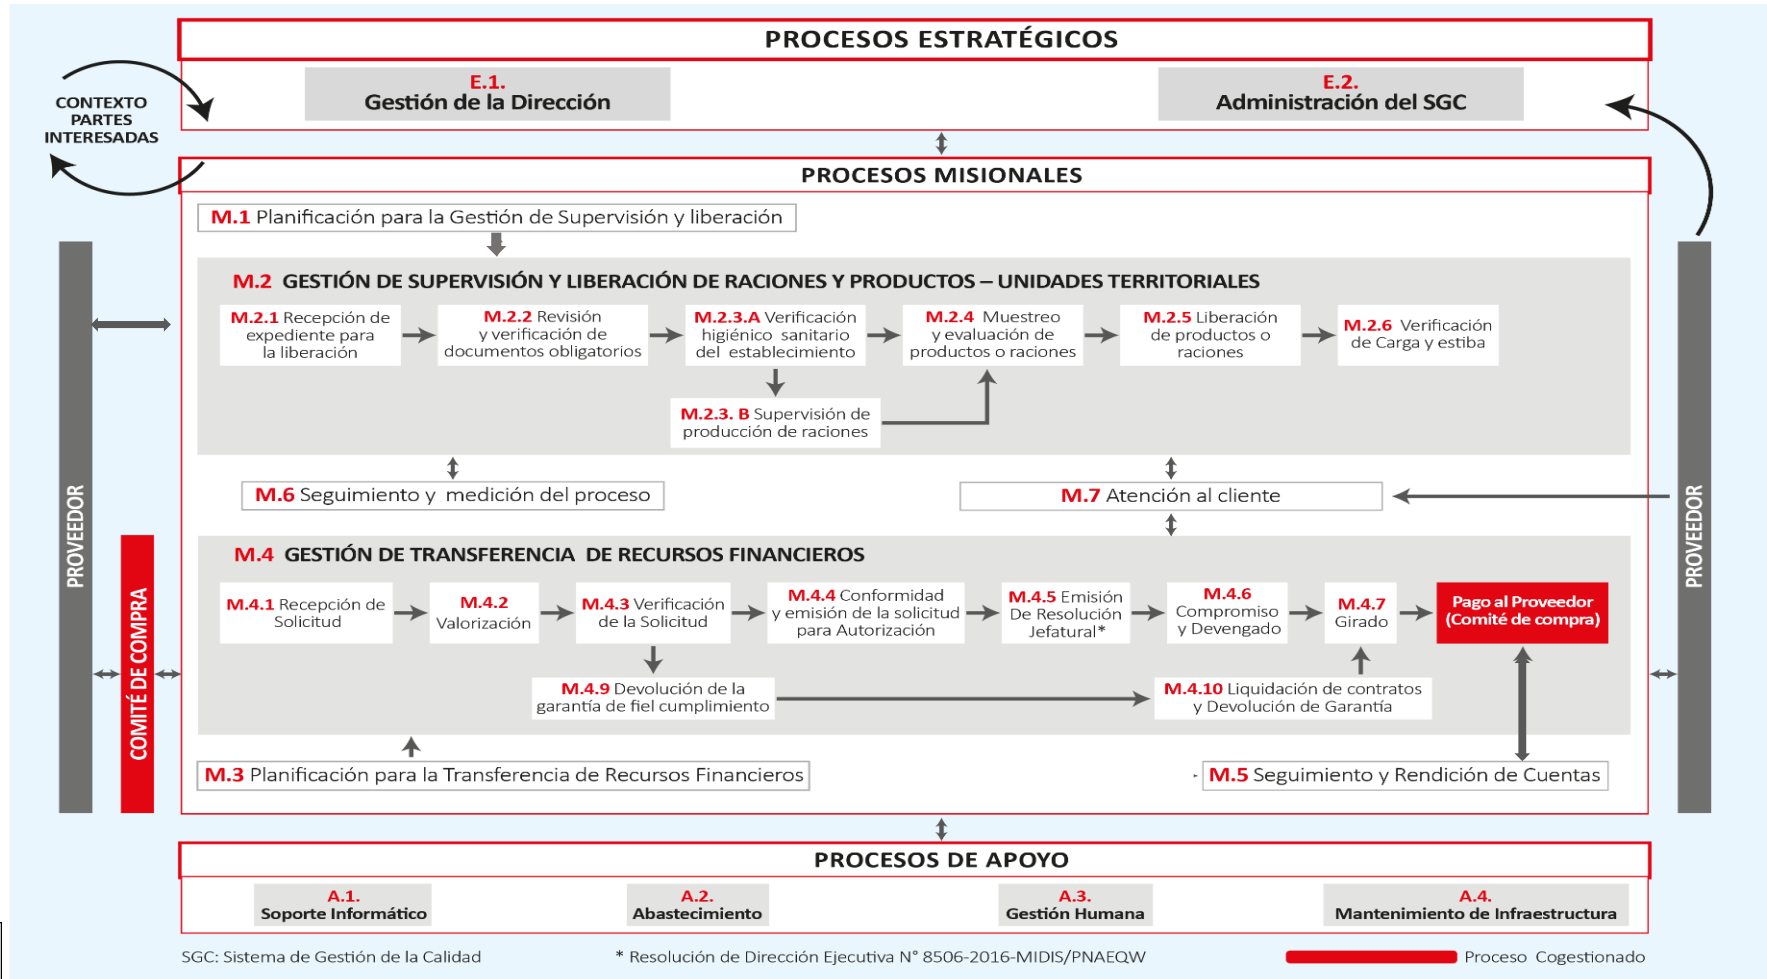 PROCESOS ESTRATÉGICOS
E.1.
Gestión de la Dirección
E.2.
Administración del SGC
CONTEXTO
PARTES
INTERESADAS
PROCESOS MISIONALES
M.1 Planificación para la Gestión de Supervisión y liberación
M.2 GESTIÓN DE SUPERVISIÓN Y LIBERACIÓN DE RACIONES Y PRODUCTOS – UNIDADES TERRITORIALES
M.2.1 Recepción de
expediente para
la liberación
M.2.2 Revisión
y verificación de
documentos obligatorios
M.2.3.A Verificación
higiénico sanitario
del establecimiento
M.2.4 Muestreo
y evaluación de
productos o raciones
M.2.5 Liberación
de productos o
raciones
M.2.6 Verificación
de Carga y estiba
M.2.3. B Supervisión de
producción de raciones
M.6 Seguimiento y medición del proceso
M.7 Atención al cliente
M.4 GESTIÓN DE TRANSFERENCIA DE RECURSOS FINANCIEROS
M.4.1 Recepción de
Solicitud
M.4.2
Valorización
M.4.3 Verificación
de la Solicitud
M.4.4 Conformidad
y emisión de la solicitud
para Autorización
M.4.5 Emisión
De Resolución
Jefatural*
M.4.6
Compromiso
y Devengado
M.4.7
Girado
Pago al Proveedor
(Comité de compra)
M.4.9 Devolución de la
garantía de fiel cumplimiento
M.4.10 Liquidación de contratos
y Devolución de Garantía
M.3 Planificación para la Transferencia de Recursos Financieros
M.5 Seguimiento y Rendición de Cuentas
PROVEEDOR
COMITÉ DE COMPRA
PROVEEDOR
PROCESOS DE APOYO
A.1.
Soporte Informático
A.2.
Abastecimiento
A.3.
Gestión Humana
A.4.
Mantenimiento de Infraestructura
SGC: Sistema de Gestión de la Calidad
* Resolución de Dirección Ejecutiva N° 8506-2016-MIDIS/PNAEQW
Proceso Cogestionado